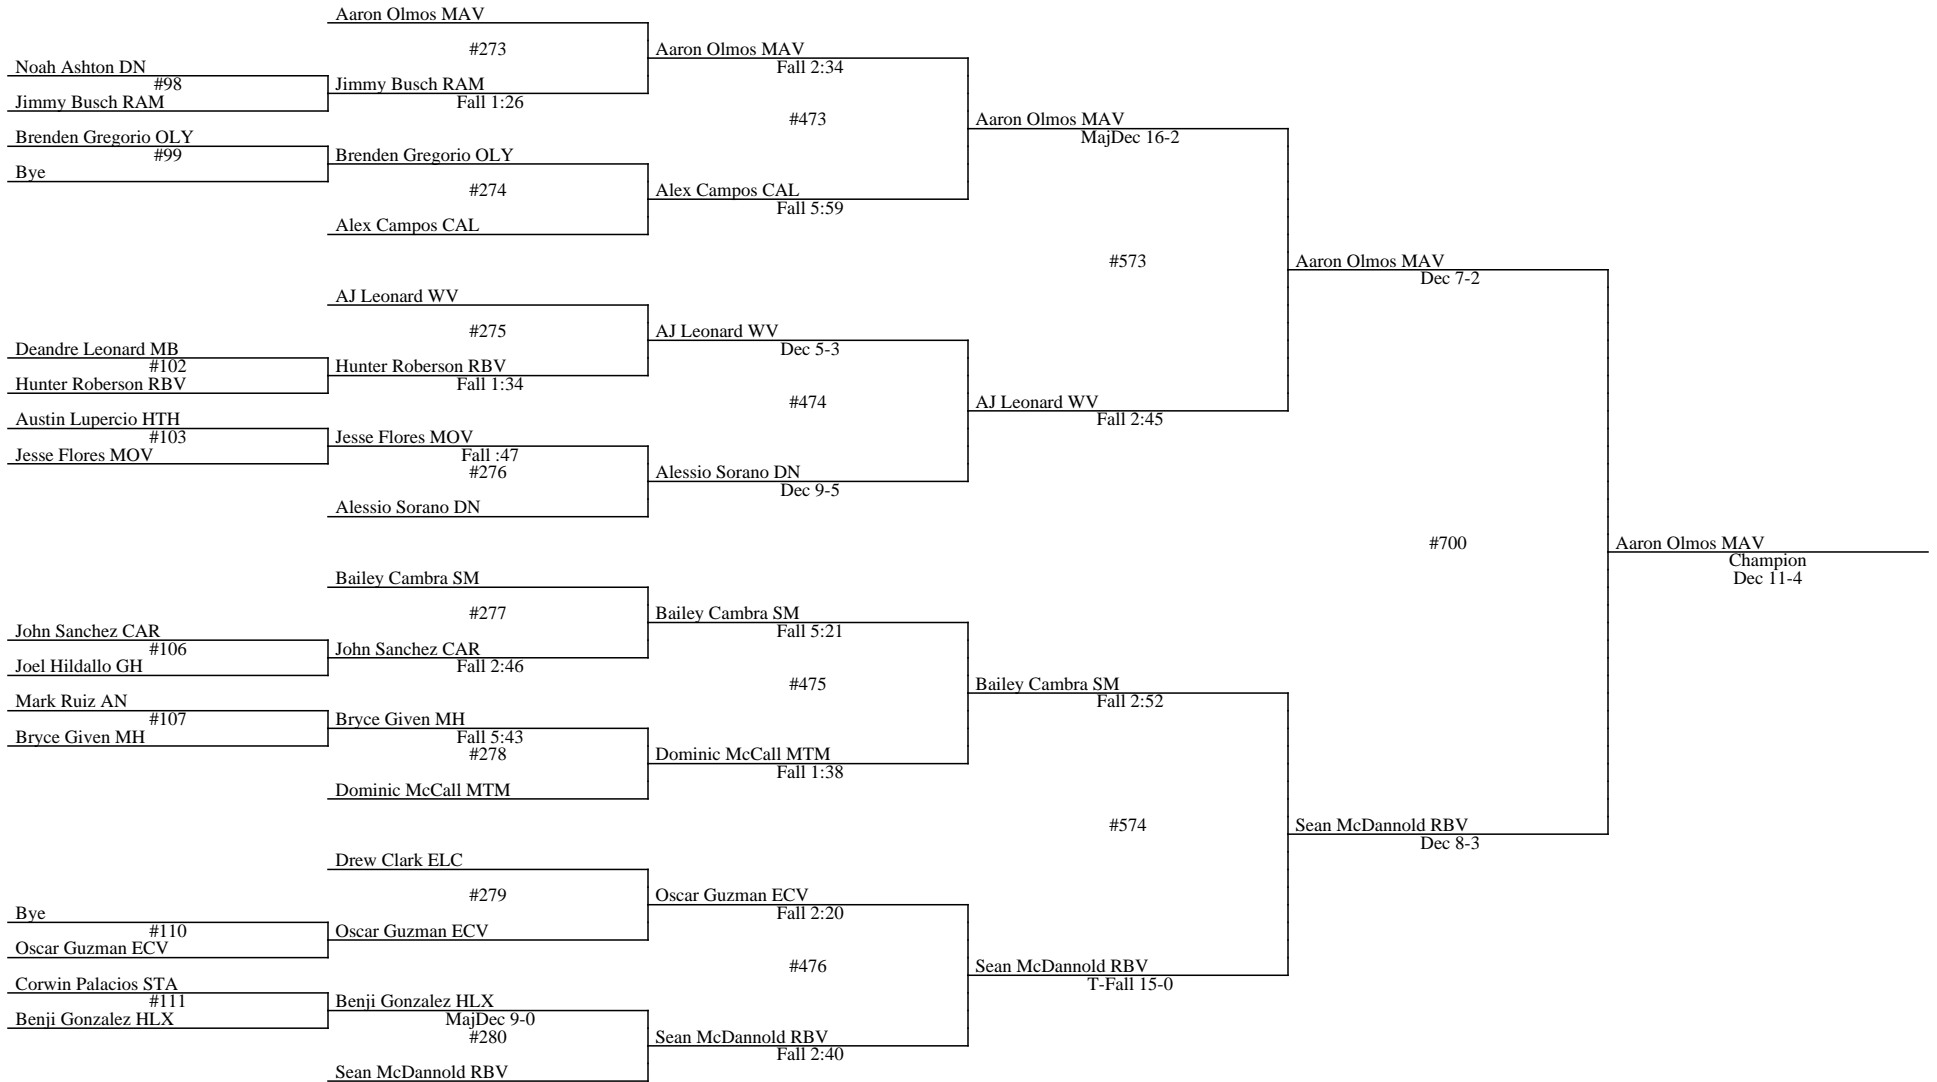 Aaron Olmos MAV
#273
Aaron Olmos MAV
Fall 2:34
Noah Ashton DN
#98
Jimmy Busch RAM
Jimmy Busch RAM
Fall 1:26
#473
Aaron Olmos MAV
MajDec 16-2
Brenden Gregorio OLY
#99
Bye
Brenden Gregorio OLY
#274
Alex Campos CAL
Fall 5:59
Alex Campos CAL
#573
Aaron Olmos MAV
Dec 7-2
AJ Leonard WV
#275
AJ Leonard WV
Dec 5-3
Deandre Leonard MB
#102
Hunter Roberson RBV
Hunter Roberson RBV
Fall 1:34
#474
AJ Leonard WV
Fall 2:45
Austin Lupercio HTH
#103
Jesse Flores MOV
Jesse Flores MOV
Fall :47
#276
Alessio Sorano DN
Dec 9-5
Alessio Sorano DN
#700
Aaron Olmos MAV
Champion
Dec 11-4
Bailey Cambra SM
#277
Bailey Cambra SM
Fall 5:21
John Sanchez CAR
#106
Joel Hildallo GH
John Sanchez CAR
Fall 2:46
#475
Bailey Cambra SM
Fall 2:52
Mark Ruiz AN
#107
Bryce Given MH
Bryce Given MH
Fall 5:43
#278
Dominic McCall MTM
Fall 1:38
Dominic McCall MTM
#574
Sean McDannold RBV
Dec 8-3
Drew Clark ELC
#279
Oscar Guzman ECV
Fall 2:20
Bye
#110
Oscar Guzman ECV
Oscar Guzman ECV
#476
Sean McDannold RBV
T-Fall 15-0
Corwin Palacios STA
#111
Benji Gonzalez HLX
Benji Gonzalez HLX
MajDec 9-0
#280
Sean McDannold RBV
Fall 2:40
Sean McDannold RBV